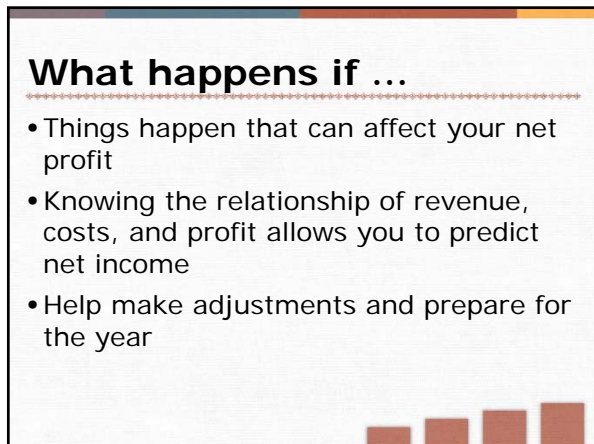 What happens if ...
• Things happen that can affect your net
profit
• Knowing the relationship of revenue,
costs, and profit allows you to predict
net income
• Help make adjustments and prepare for
the year